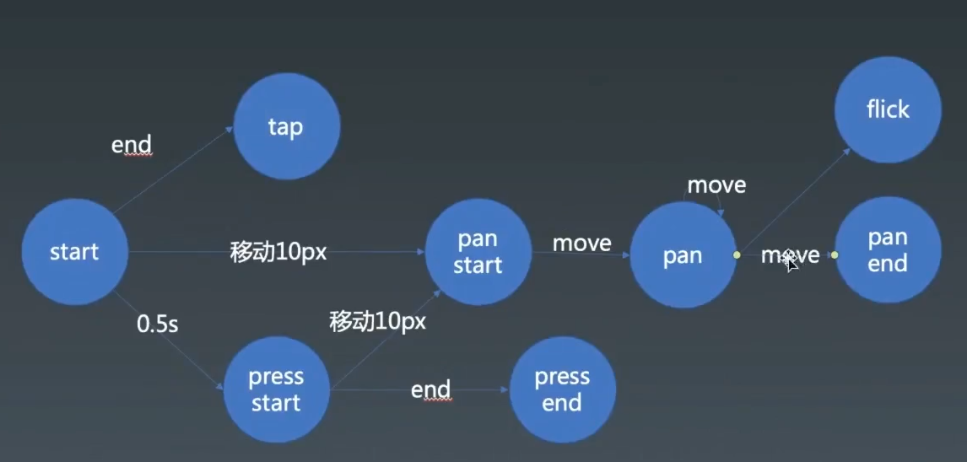 flick
tap
end
move
start
移动10px
pan
start
move
pan
move
pan
end
0.5s
移动10px
press
start
end
press
end